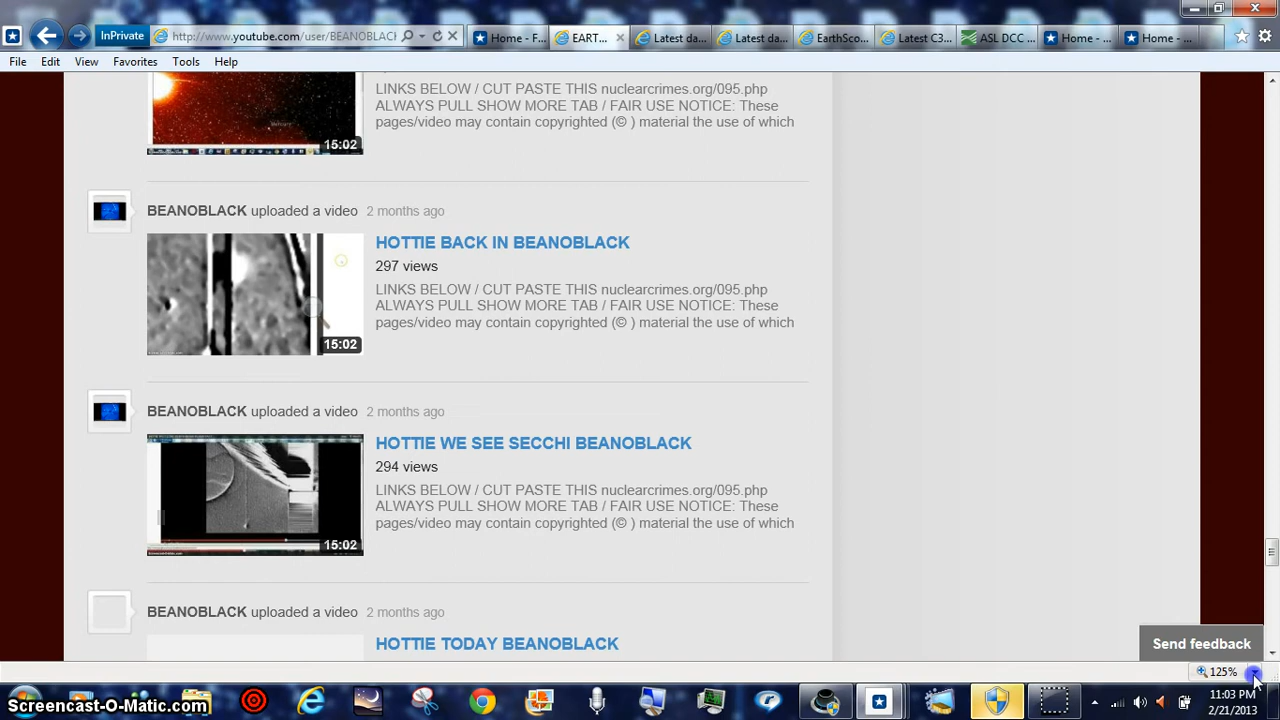 InPrivate
http://www.youtube.com/user/BEANOBLACK
Home - F...
EART...
Latest da...
Latest da...
EarthSco...
Latest C3...
ASL DCC ...
Home - ...
Home - ...
File Edit View Favorites Tools Help
LINKS BELOW / CUT PASTE THIS nuclearcrimes.org/095.php
ALWAYS PULL SHOW MORE TAB / FAIR USE NOTICE: These
pages/video may contain copyrighted (© ) material the use of which
15:02
BEANOBLACK uploaded a video 2 months ago
HOTTIE BACK IN BEANOBLACK
297 views
LINKS BELOW / CUT PASTE THIS nuclearcrimes.org/095.php
ALWAYS PULL SHOW MORE TAB / FAIR USE NOTICE: These
pages/video may contain copyrighted (© ) material the use of which
15:02
BEANOBLACK uploaded a video 2 months ago
HOTTIE WE SEE SECCHI BEANOBLACK
294 views
LINKS BELOW / CUT PASTE THIS nuclearcrimes.org/095.php
ALWAYS PULL SHOW MORE TAB / FAIR USE NOTICE: These
pages/video may contain copyrighted (© ) material the use of which
15:02
BEANOBLACK uploaded a video 2 months ago
HOTTIE TODAY BEANOBLACK
Send feedback
125%
Screencast-O-Matic.com
11:03 PM
2/21/2013